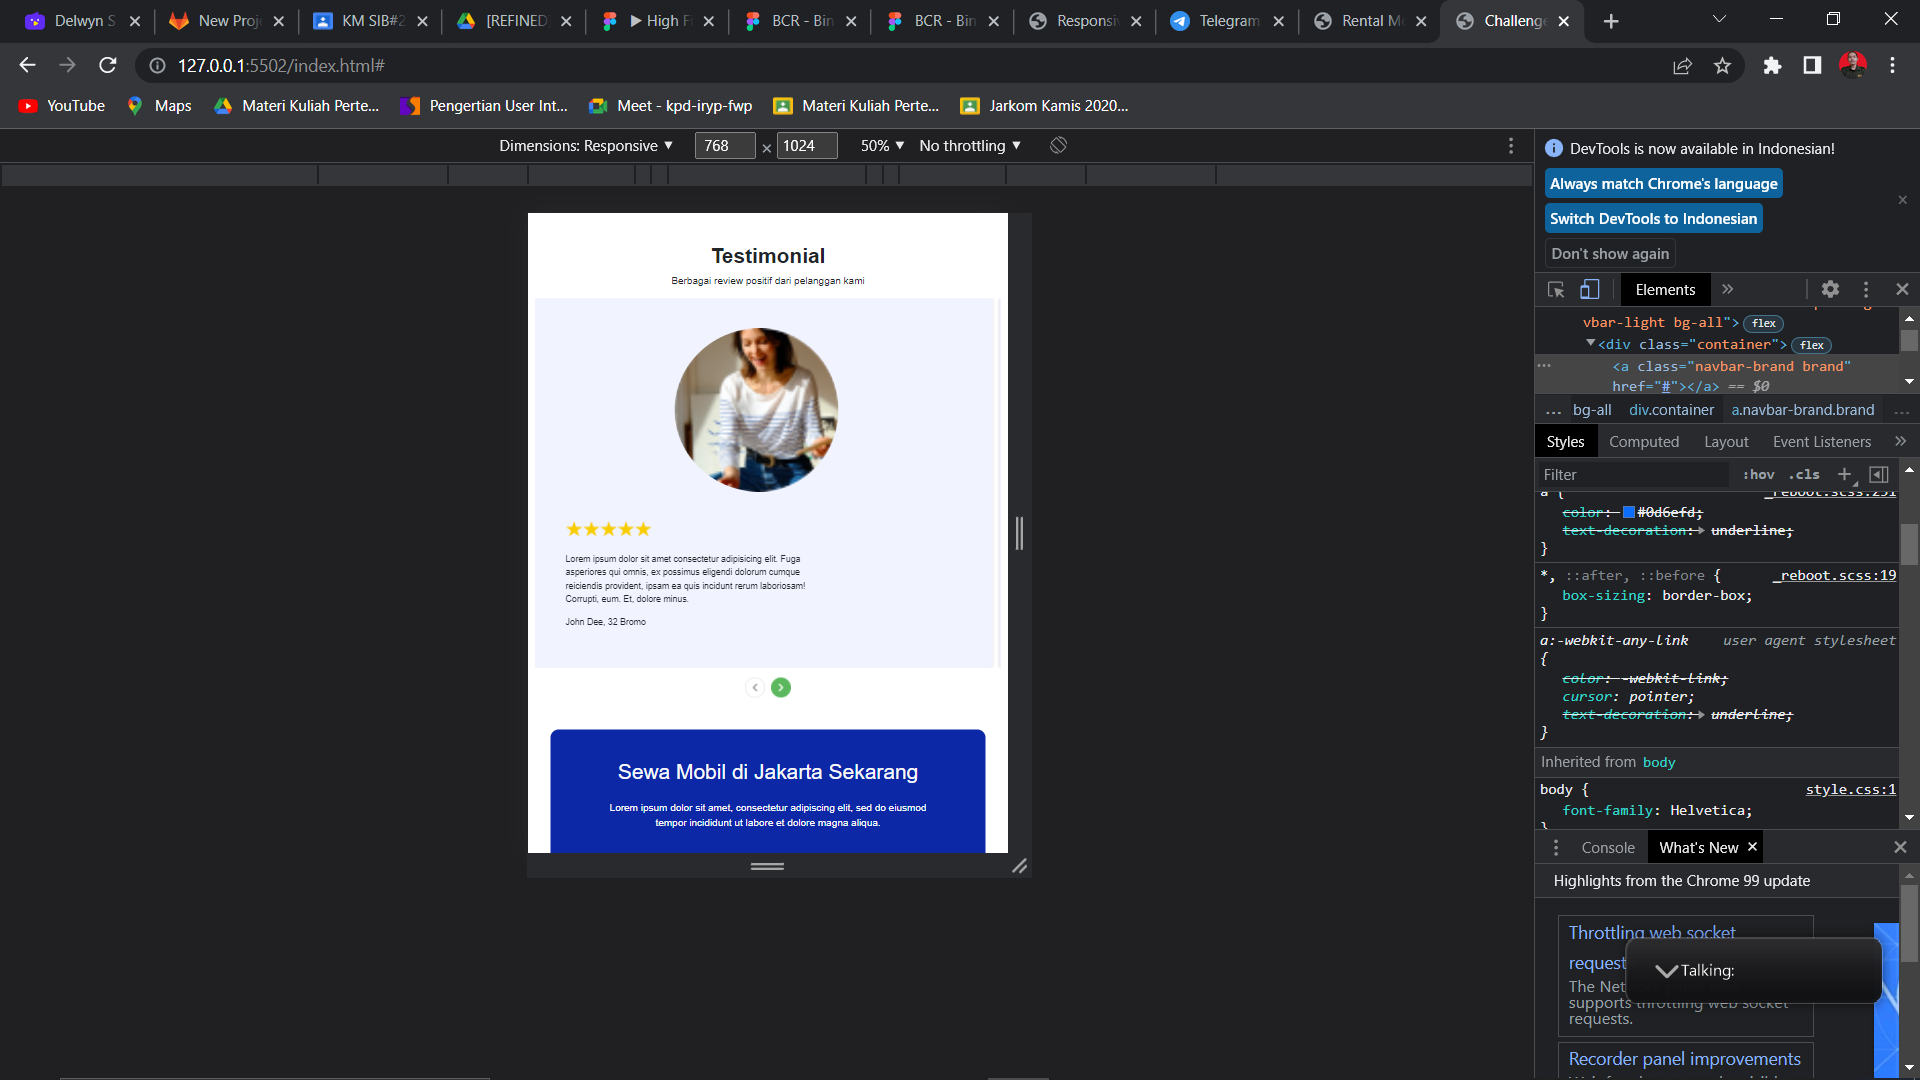 Delwyn S
New Proj
KM SIB#2
[REFINED
▶ High F
BCR - Bin
BCR - Bin
Responsiv
Telegram
Rental M
Challenge
127.0.0.1:5502/index.html#
YouTube
Maps
Materi Kuliah Perte...
Pengertian User Int...
Meet - kpd-iryp-fwp
Materi Kuliah Perte...
Jarkom Kamis 2020...
Dimensions: Responsive ▼
768 × 1024
50% ▼
No throttling ▼
Testimonial
Berbagai review positif dari pelanggan kami
★★★★★
Lorem ipsum dolor sit amet consectetur adipisicing elit. Fuga
asperiores qui omnis, ex possimus eligendi dolorum cumque
reiciendis provident, ipsam ea quis incidunt rerum laboriosam!
Corrupti, eum. Et, dolore minus.
John Dee, 32 Bromo
Sewa Mobil di Jakarta Sekarang
Lorem ipsum dolor sit amet, consectetur adipiscing elit, sed do eiusmod
tempor incididunt ut labore et dolore magna aliqua.
DevTools is now available in Indonesian!
Always match Chrome's language
Switch DevTools to Indonesian
Don't show again
Elements
vbar-light bg-all"> flex
<div class="container"> flex
<a class="navbar-brand brand"
href="#"></a> == $0
... bg-all div.container a.navbar-brand.brand ...
Styles Computed Layout Event Listeners
Filter :hov .cls
a { _reboot.scss:251
color: #0d6efd;
text-decoration: underline;
}
*, ::after, ::before { _reboot.scss:19
box-sizing: border-box;
}
a:-webkit-any-link user agent stylesheet
{
color: -webkit-link;
cursor: pointer;
text-decoration: underline;
}
Inherited from body
body { style.css:1
font-family: Helvetica;
}
Console
What's New
Highlights from the Chrome 99 update
Throttling web socket
request
The Net
supports throttling web socket
requests.
Talking:
Recorder panel improvements